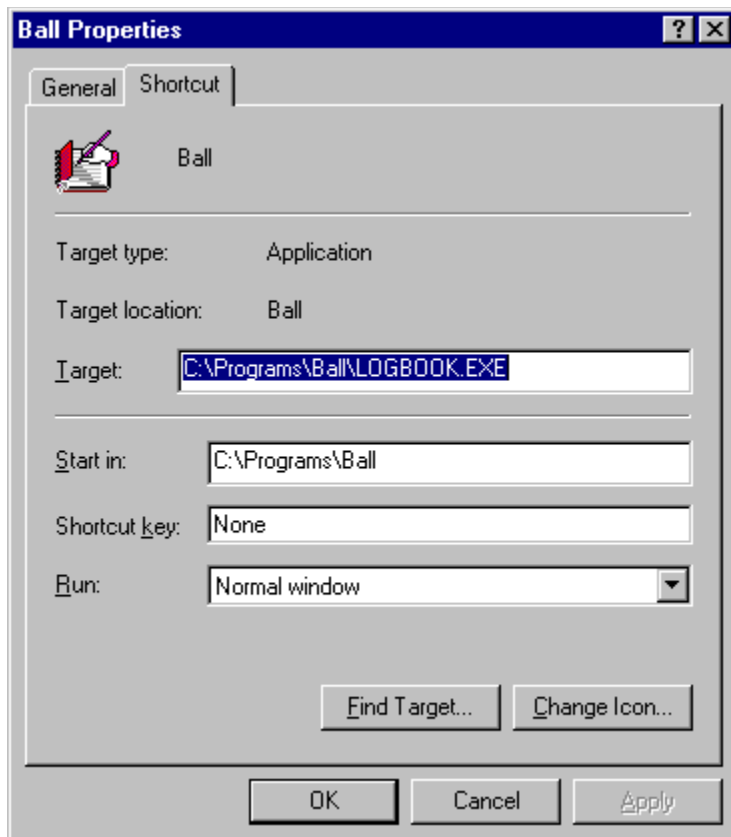 Ball Properties
General Shortcut
Ball
Target type: Application
Target location: Ball
Target: C:\Programs\Ball\LOGBOOK.EXE
Start in: C:\Programs\Ball
Shortcut key: None
Run: Normal window
Find Target... Change Icon...
OK Cancel Apply